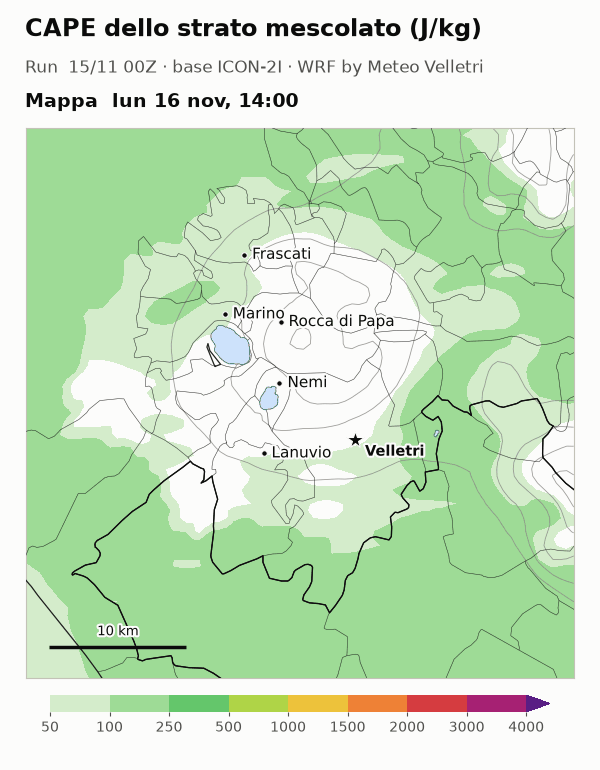 CAPE dello strato mescolato (J/kg)
Run  15/11 00Z · base ICON-2I · WRF by Meteo Velletri
Mappa  lun 16 nov, 14:00
Frascati
Marino
Rocca di Papa
Nemi
Velletri
Lanuvio
10 km
50 100 250 500 1000 1500 2000 3000 4000